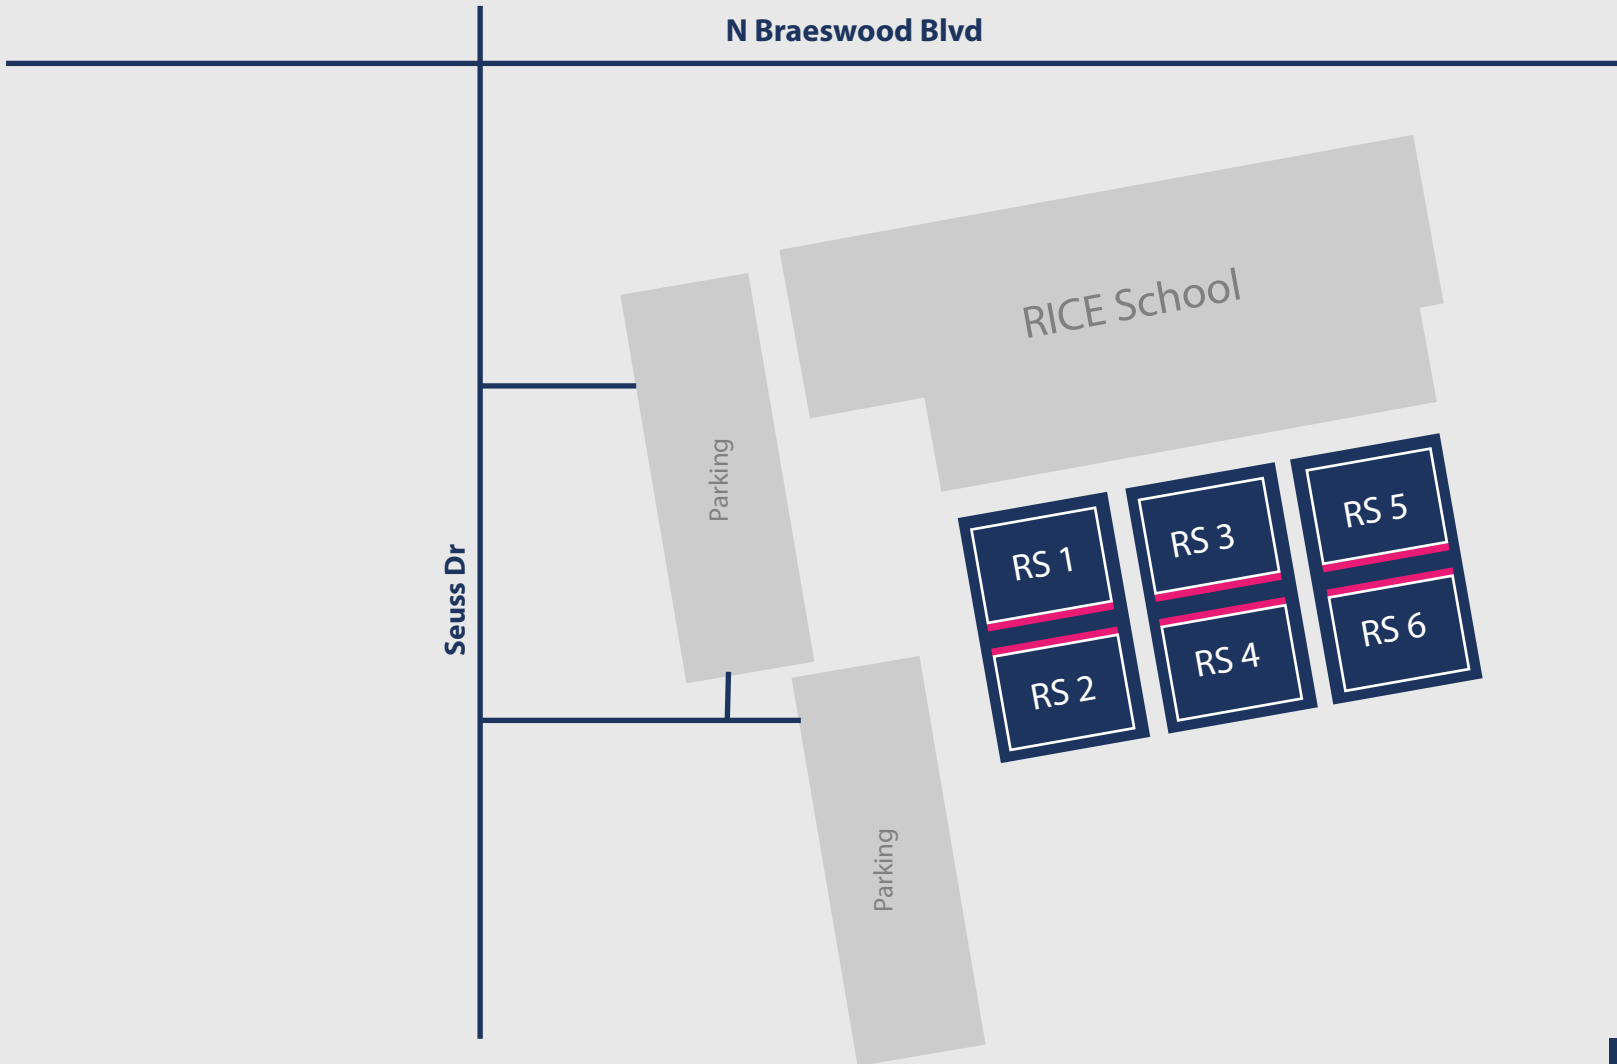 N Braeswood Blvd
RICE School
Parking
Seuss Dr
RS 1
RS 3
RS 5
RS 2
RS 4
RS 6
Parking